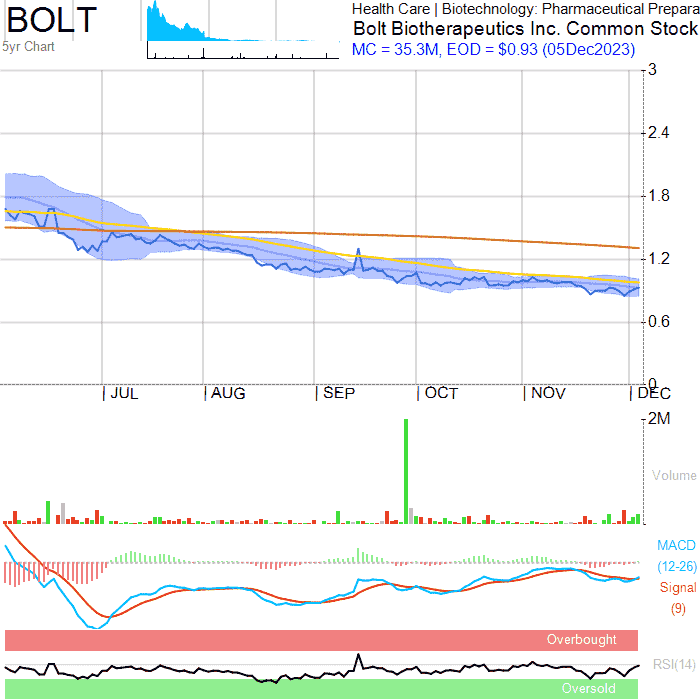 BOLT
5yr Chart
Health Care | Biotechnology: Pharmaceutical Prepara
Bolt Biotherapeutics Inc. Common Stock
MC = 35.3M, EOD = $0.93 (05Dec2023)
3
2.4
1.8
1.2
0.6
0
JUL
AUG
SEP
OCT
NOV
DEC
2M
Volume
MACD
(12-26)
Signal
(9)
Overbought
RSI(14)
Oversold